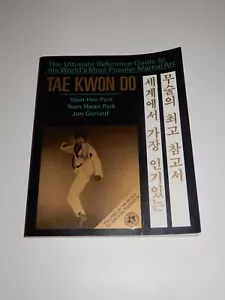 The Ultimate Reference Guide to
the World's Most Popular Martial Art
TAE KWON DO
Yeon Hee Park
Yeon Hwan Park
Jon Gerrard
세계에서 가장 인기있는
무술의 최고 참고서